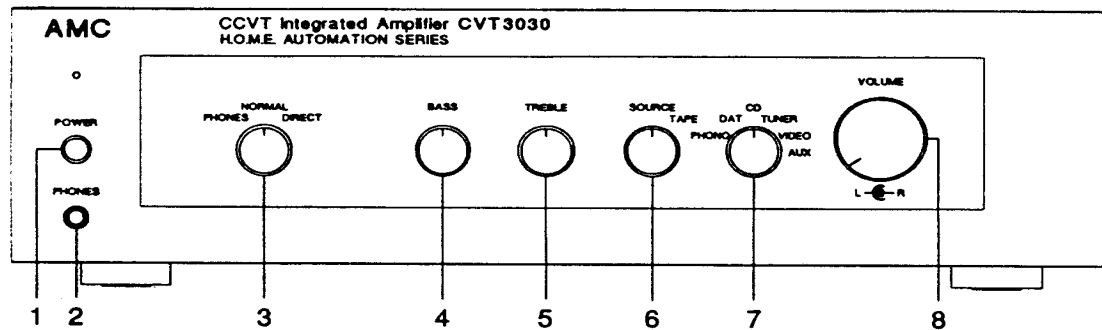 AMC
CCVT Integrated Amplifier CVT3030
H.O.M.E. AUTOMATION SERIES
POWER
PHONES
PHONES NORMAL DIRECT
BASS
TREBLE
SOURCE TAPE
PHONO DAT CD TUNER VIDEO AUX
VOLUME
L R
1 2 3 4 5 6 7 8